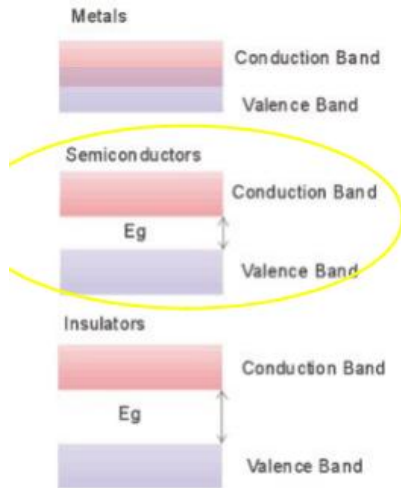 Metals
Conduction Band
Valence Band
Semiconductors
Conduction Band
Eg
Valence Band
Insulators
Conduction Band
Eg
Valence Band